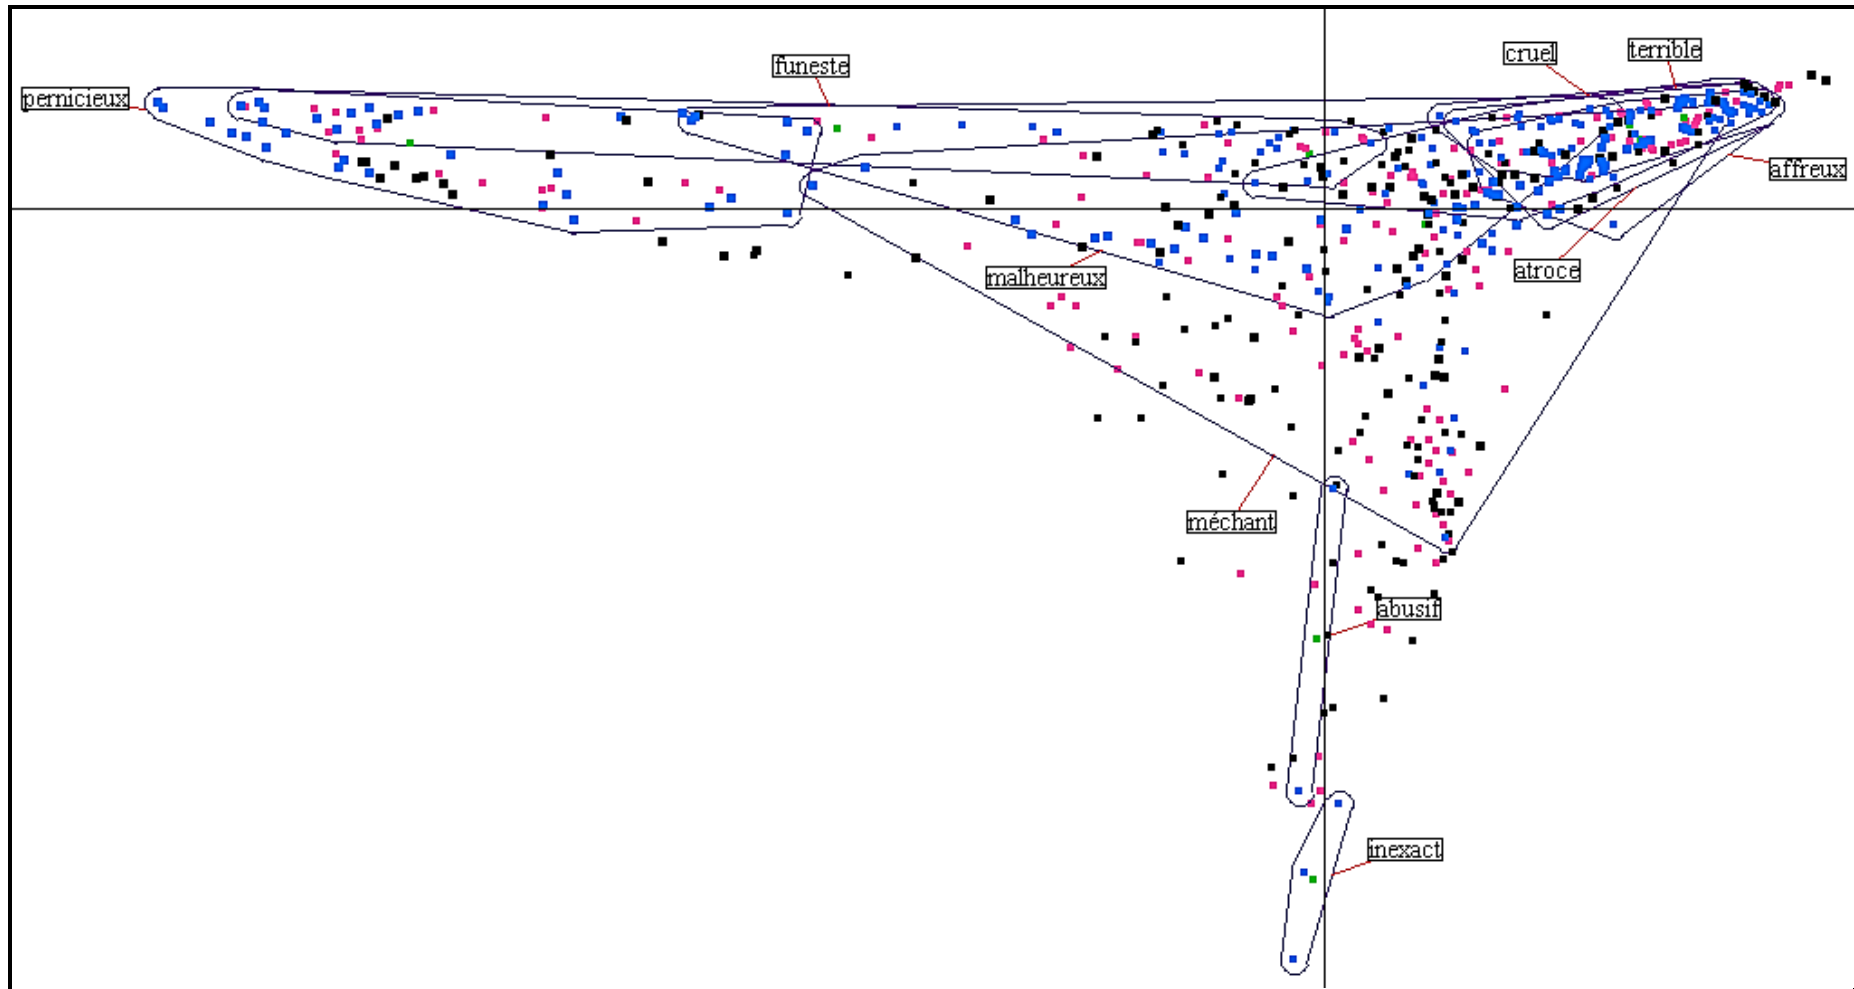 cruel
terrible
funeste
pernicieux
affreux
malheureux
atroce
méchant
abusif
inexact